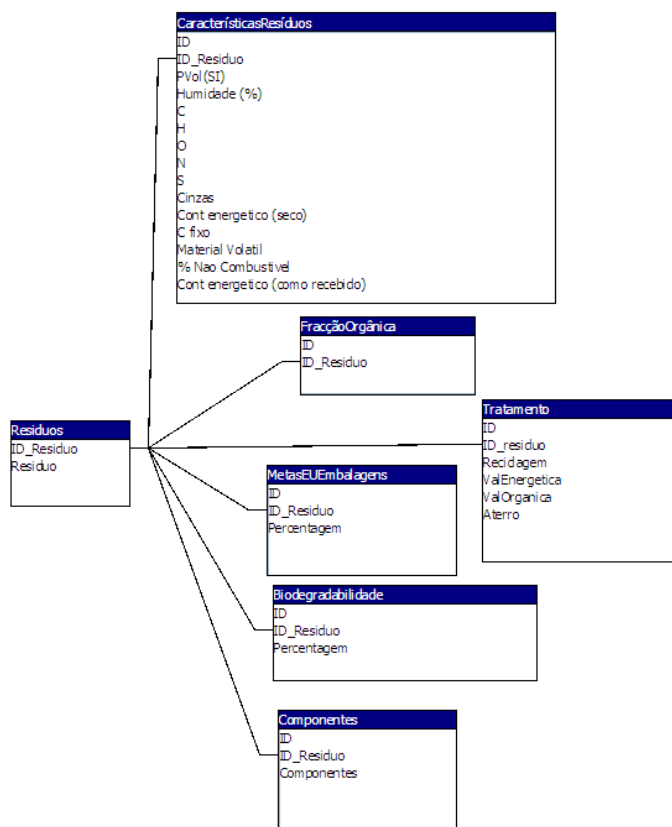 CaracterísticasResíduos
ID
ID_Residuo
PVol(SI)
Humidade (%)
C
H
O
N
S
Cinzas
Cont energetico (seco)
C fixo
Material Volatil
% Nao Combustivel
Cont energetico (como recebido)
FracçãoOrgânica
ID
ID_Residuo
Residuos
ID_Residuo
Residuo
Tratamento
ID
ID_residuo
Reciclagem
ValEnergetica
ValOrganica
Aterro
MetasEUEmbalagens
ID
ID_Residuo
Percentagem
Biodegradabilidade
ID
ID_Residuo
Percentagem
Componentes
ID
ID_Residuo
Componentes